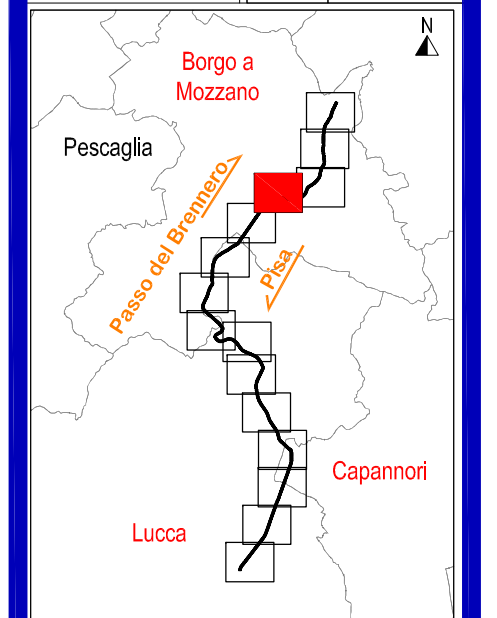 N
Borgo a
Mozzano
Pescaglia
Passo del Brennero
Pisa
Capannori
Lucca